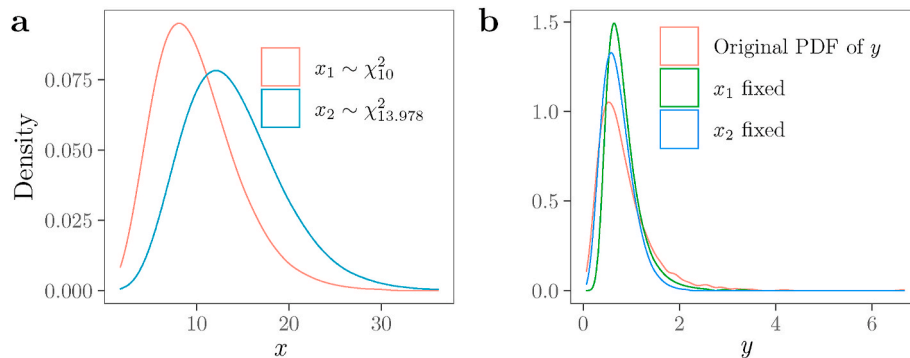 a
Density
0.075
0.050
0.025
0.000
10
20
30
x
x₁ ~ χ²₁₀
x₂ ~ χ²₁₃.₉₇₈
b
1.5
1.0
0.5
0.0
0
2
4
6
y
Original PDF of y
x₁ fixed
x₂ fixed